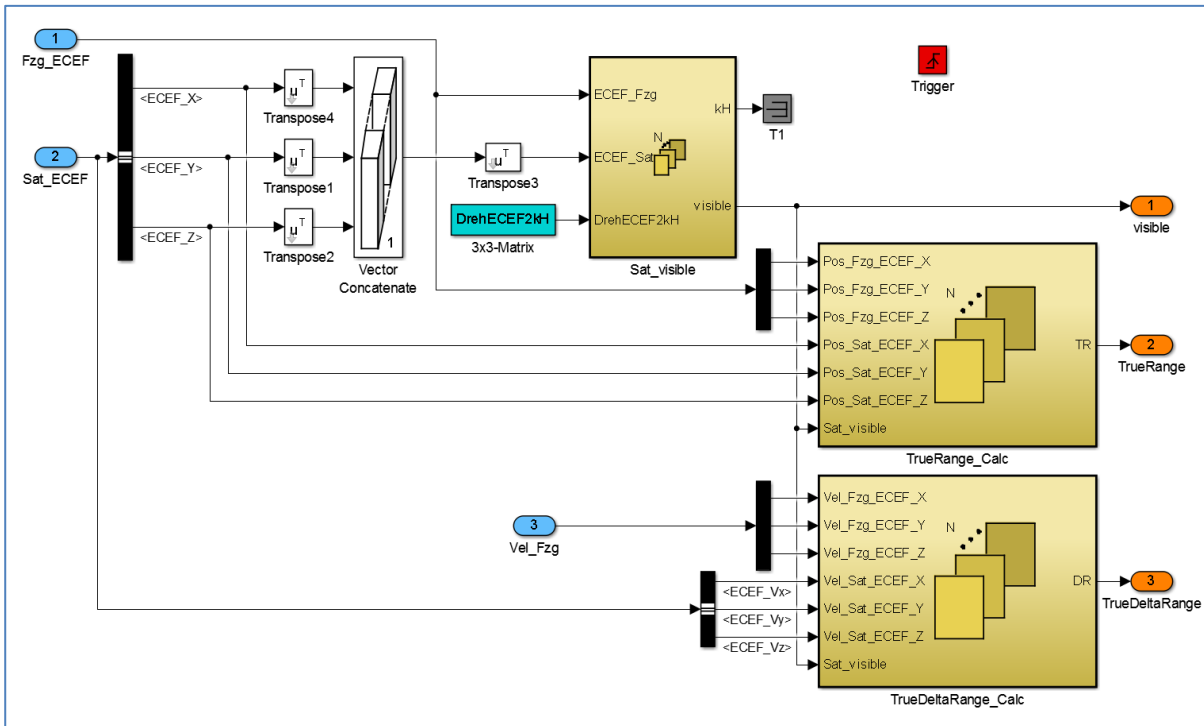 1
Fzg_ECEF
2
Sat_ECEF
<ECEF_X>
<ECEF_Y>
<ECEF_Z>
u^T
Transpose4
u^T
Transpose1
u^T
Transpose2
1
Vector
Concatenate
u^T
Transpose3
DrehECEF2kH
3x3-Matrix
ECEF_Fzg
ECEF_Sat
DrehECEF2kH
N
kH
visible
Sat_visible
T1
Trigger
1
visible
Pos_Fzg_ECEF_X
Pos_Fzg_ECEF_Y
Pos_Fzg_ECEF_Z
Pos_Sat_ECEF_X
Pos_Sat_ECEF_Y
Pos_Sat_ECEF_Z
Sat_visible
N
TR
TrueRange_Calc
2
TrueRange
3
Vel_Fzg
<ECEF_Vx>
<ECEF_Vy>
<ECEF_Vz>
Vel_Fzg_ECEF_X
Vel_Fzg_ECEF_Y
Vel_Fzg_ECEF_Z
Vel_Sat_ECEF_X
Vel_Sat_ECEF_Y
Vel_Sat_ECEF_Z
Sat_visible
N
DR
TrueDeltaRange_Calc
3
TrueDeltaRange